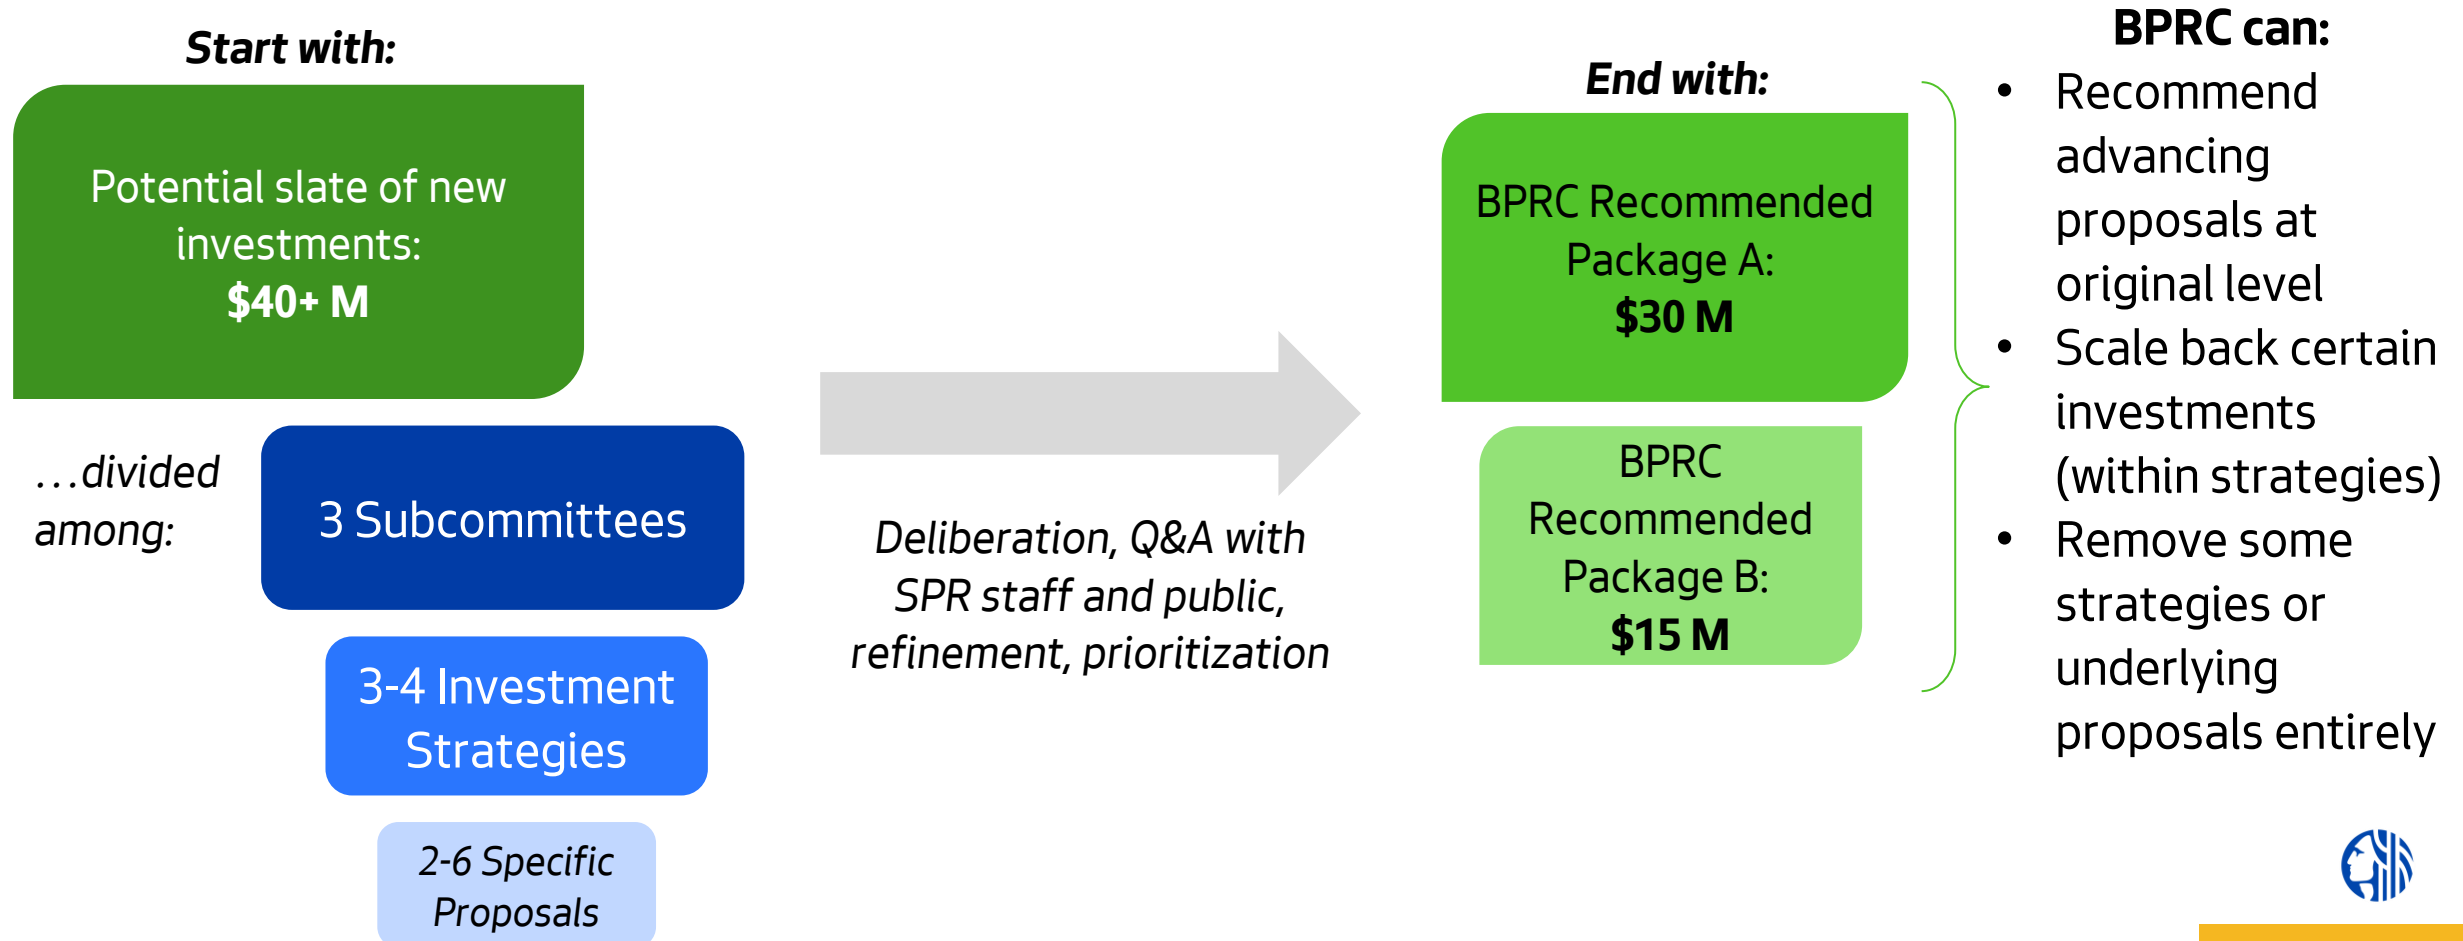 Start with:
Potential slate of new
investments:
$40+ M
…divided
among:
3 Subcommittees
3-4 Investment
Strategies
2-6 Specific
Proposals
Deliberation, Q&A with
SPR staff and public,
refinement, prioritization
End with:
BPRC Recommended
Package A:
$30 M
BPRC
Recommended
Package B:
$15 M
BPRC can:
• Recommend
advancing
proposals at
original level
• Scale back certain
investments
(within strategies)
• Remove some
strategies or
underlying
proposals entirely